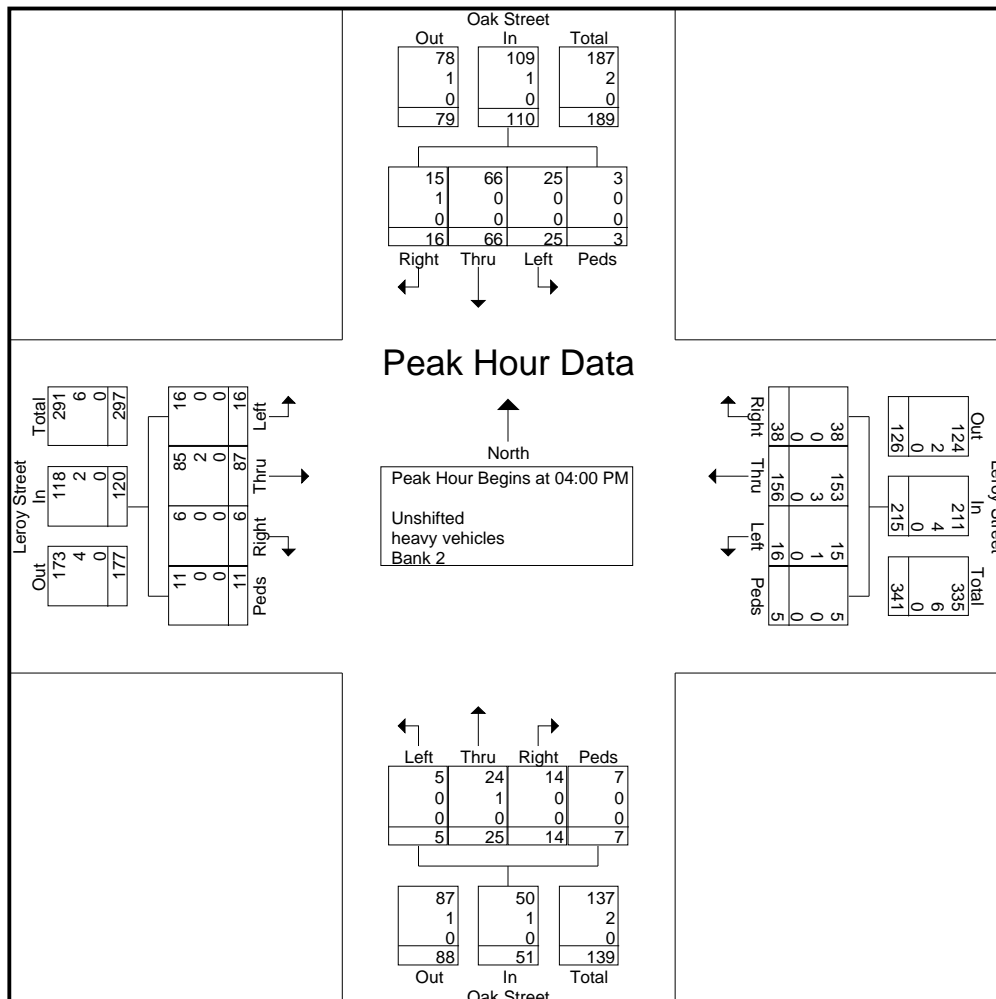 Oak Street
Out In Total
78 109 187
1 1 2
0 0 0
79 110 189
15 66 25 3
1 0 0 0
0 0 0 0
16 66 25 3
Right Thru Left Peds
Peak Hour Data
North
Peak Hour Begins at 04:00 PM
Unshifted
heavy vehicles
Bank 2
Leroy Street
Out In Total
173 118 291
4 2 6
0 0 0
177 120 297
Peds Right Thru Left
11 6 85 16
0 0 2 0
0 0 0 0
11 6 87 16
Leroy Street
Out In Total
124 211 335
2 4 6
0 0 0
126 215 341
38 153 15 5
0 3 1 0
0 0 0 0
38 156 16 5
Right Thru Left Peds
Left Thru Right Peds
5 24 14 7
0 1 0 0
0 0 0 0
5 25 14 7
87 50 137
1 1 2
0 0 0
88 51 139
Out In Total
Oak Street